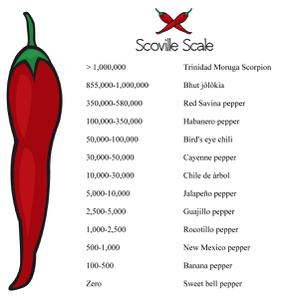 Scoville Scale
> 1,000,000 Trinidad Moruga Scorpion
855,000-1,000,000 Bhut jolokia
350,000-580,000 Red Savina pepper
100,000-350,000 Habanero pepper
50,000-100,000 Bird's eye chili
30,000-50,000 Cayenne pepper
10,000-30,000 Chile de árbol
5,000-10,000 Jalapeño pepper
2,500-5,000 Guajillo pepper
1,000-2,500 Rocotillo pepper
500-1,000 New Mexico pepper
100-500 Banana pepper
Zero Sweet bell pepper